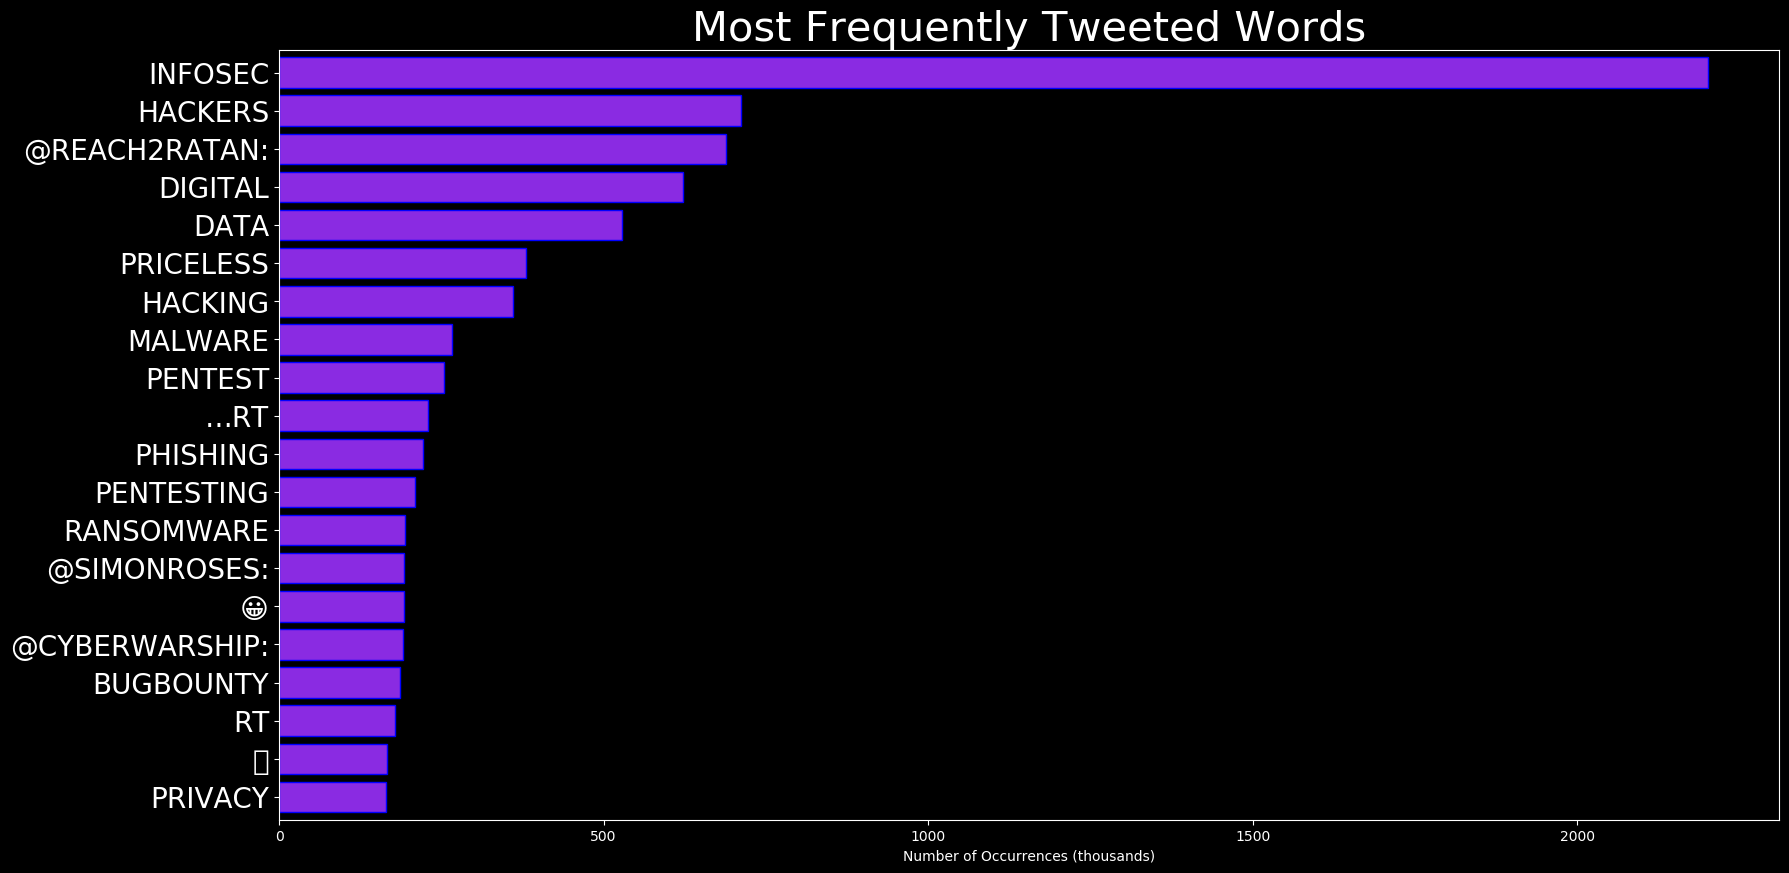 Most Frequently Tweeted Words
INFOSEC
HACKERS
@REACH2RATAN:
DIGITAL
DATA
PRICELESS
HACKING
MALWARE
PENTEST
…RT
PHISHING
PENTESTING
RANSOMWARE
@SIMONROSES:
😀
@CYBERWARSHIP:
BUGBOUNTY
RT
PRIVACY
0 500 1000 1500 2000
Number of Occurrences (thousands)